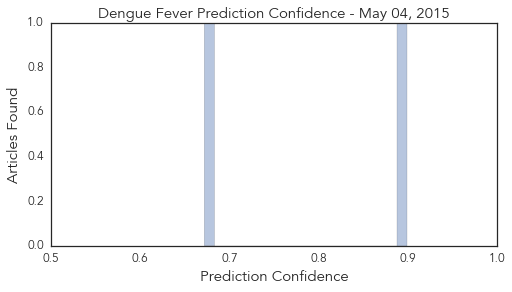 Dengue Fever Prediction Confidence - May 04, 2015
1.0
0.8
0.6
0.4
0.2
0.0
Articles Found
0.5 0.6 0.7 0.8 0.9 1.0
Prediction Confidence